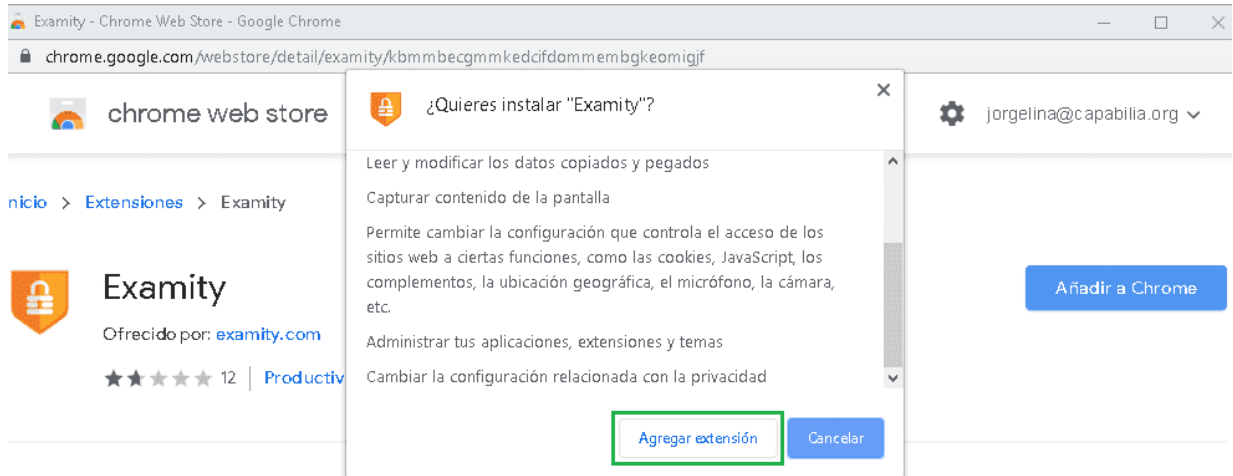 Examity - Chrome Web Store - Google Chrome
chrome.google.com/webstore/detail/examity/kbmmbecgmmkedcifdommembgkeomigjf
chrome web store
¿Quieres instalar "Examity"?
jorgelina@capabilia.org
Leer y modificar los datos copiados y pegados
Capturar contenido de la pantalla
nicio > Extensiones > Examity
Permite cambiar la configuración que controla el acceso de los
sitios web a ciertas funciones, como las cookies, JavaScript, los
complementos, la ubicación geográfica, el micrófono, la cámara,
etc.
Examity
Añadir a Chrome
Ofrecido por: examity.com
Administrar tus aplicaciones, extensiones y temas
12 | Productiv
Cambiar la configuración relacionada con la privacidad
Agregar extensión
Cancelar